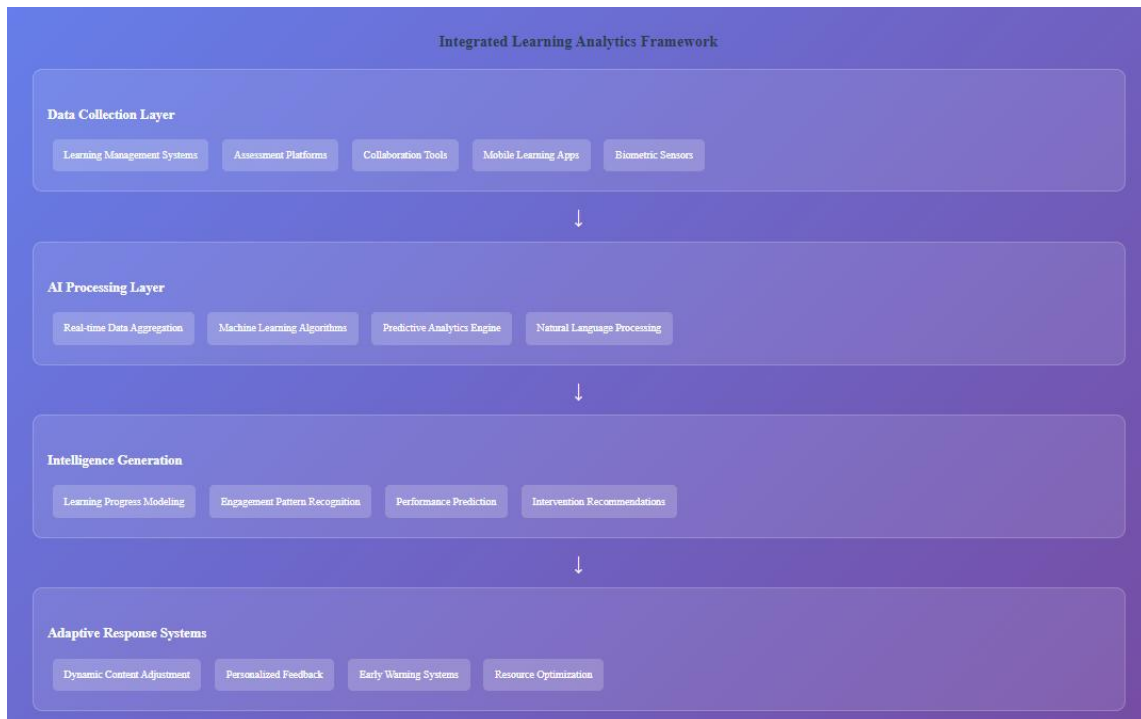 Integrated Learning Analytics Framework
Data Collection Layer
Learning Management Systems Assessment Platforms Collaboration Tools Mobile Learning Apps Biometric Sensors
↓
AI Processing Layer
Real-time Data Aggregation Machine Learning Algorithms Predictive Analytics Engine Natural Language Processing
↓
Intelligence Generation
Learning Progress Modeling Engagement Pattern Recognition Performance Prediction Intervention Recommendations
↓
Adaptive Response Systems
Dynamic Content Adjustment Personalized Feedback Early Warning Systems Resource Optimization